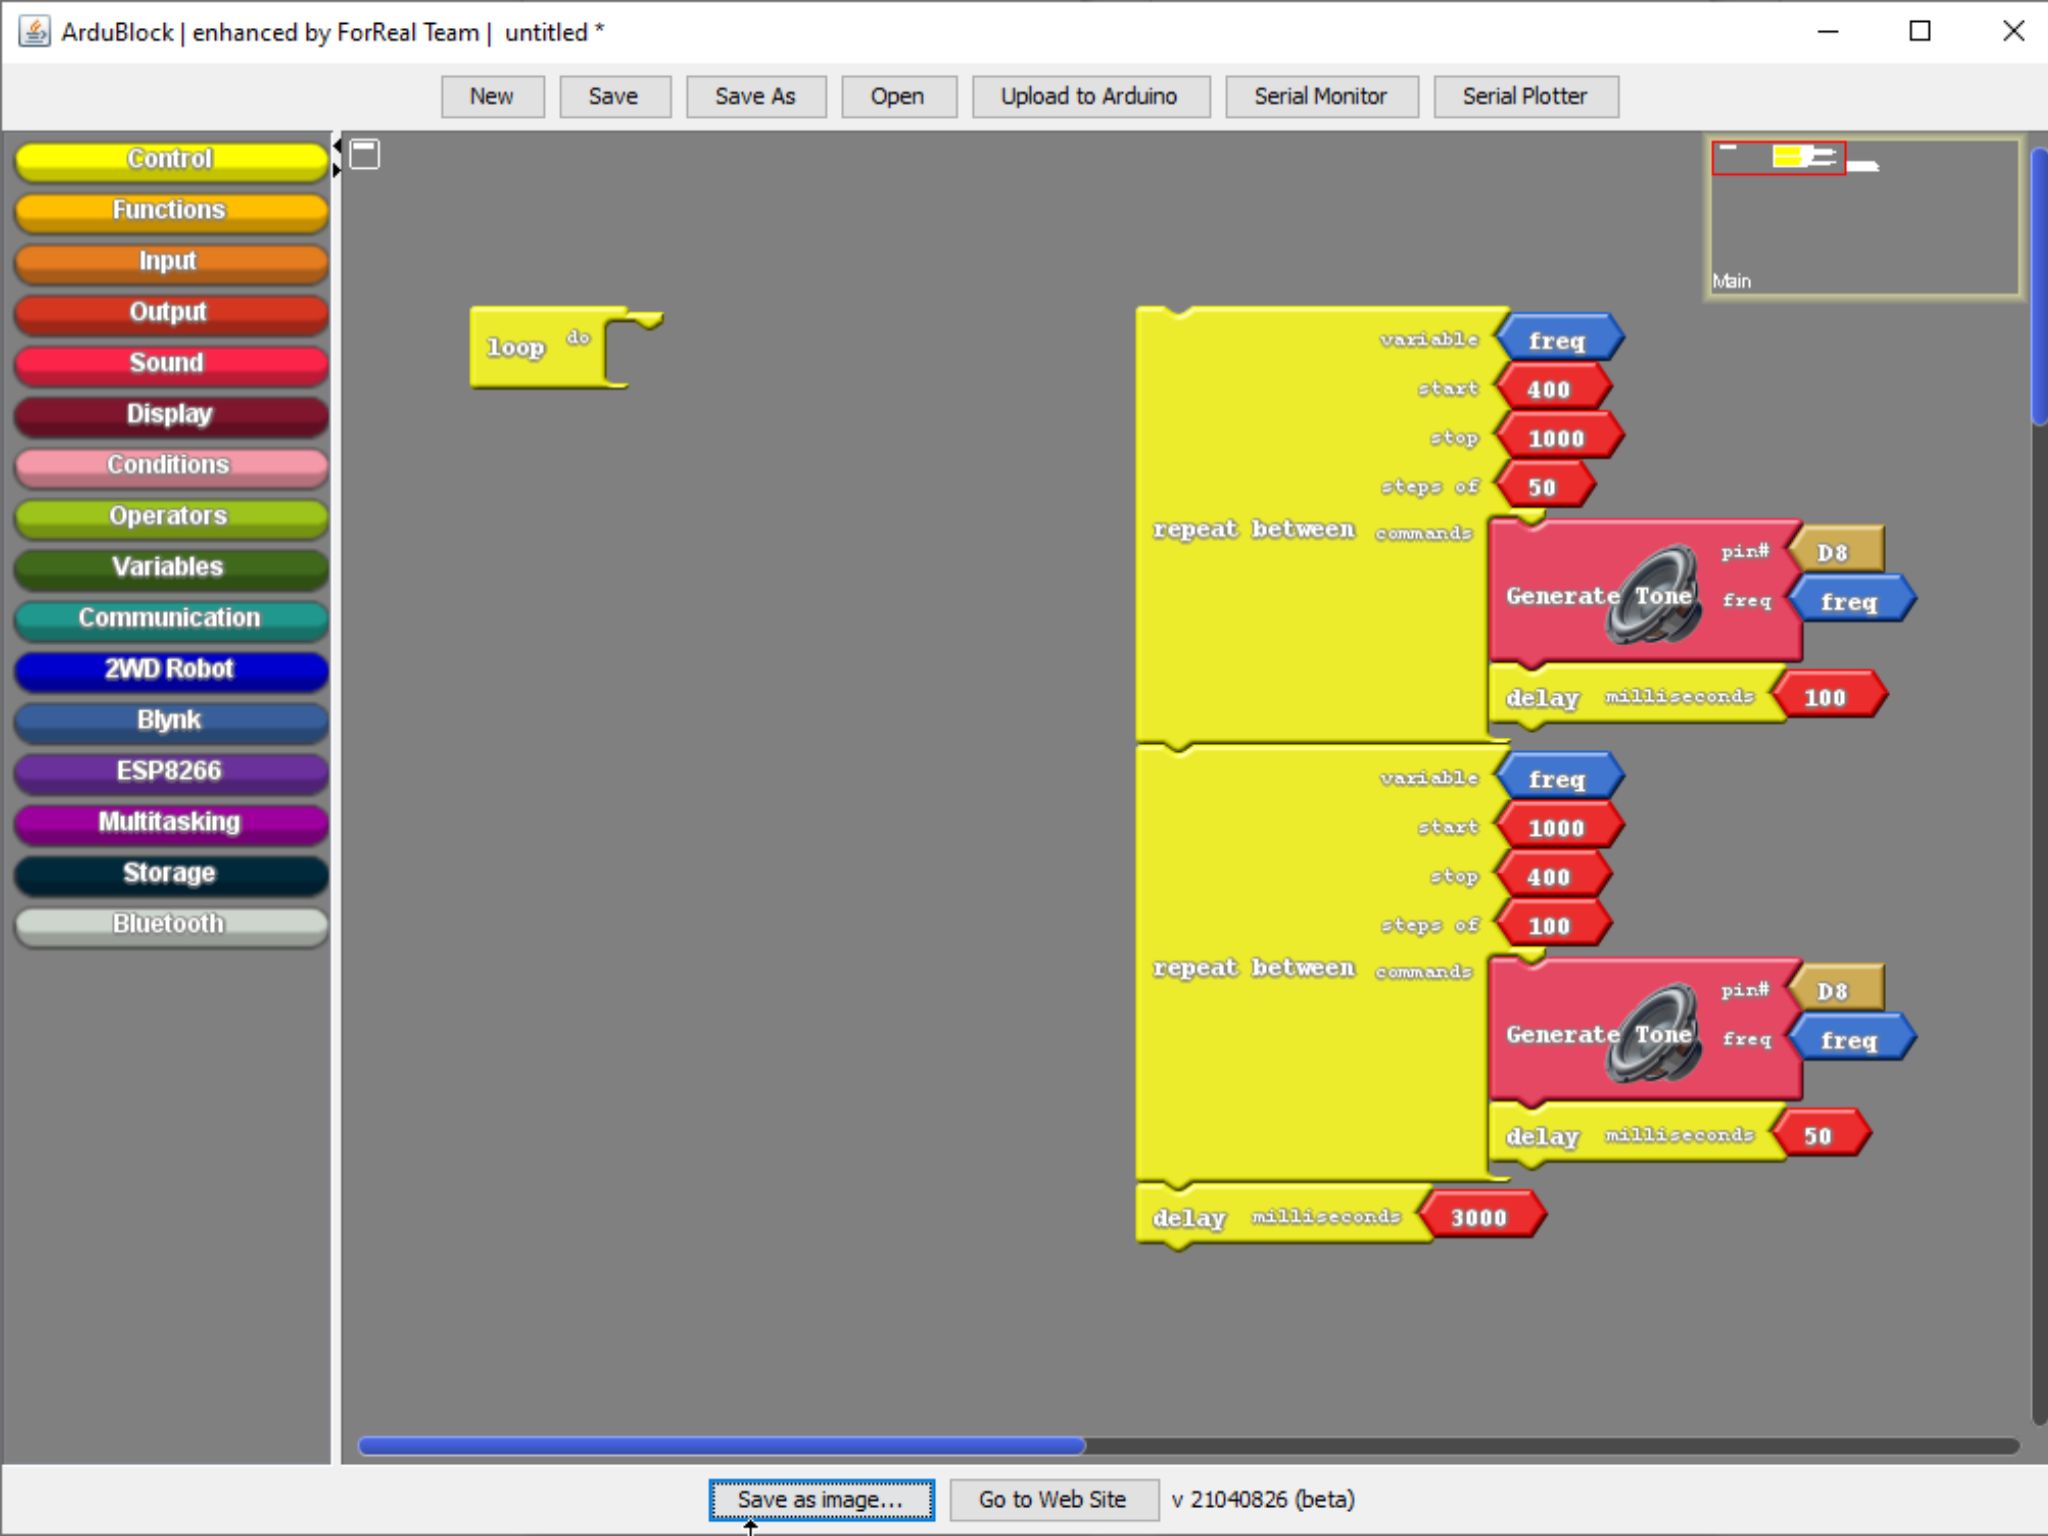 ArduBlock | enhanced by ForReal Team | untitled *
New Save Save As Open Upload to Arduino Serial Monitor Serial Plotter
Control
Functions
Input
Output
Sound
Display
Conditions
Operators
Variables
Communication
2WD Robot
Blynk
ESP8266
Multitasking
Storage
Bluetooth
Main
loop do
repeat between
variable freq
start 400
stop 1000
steps of 50
commands
Generate Tone
pin# D8
freq freq
delay milliseconds 100
repeat between
variable freq
start 1000
stop 400
steps of 100
commands
Generate Tone
pin# D8
freq freq
delay milliseconds 50
delay milliseconds 3000
Save as image... Go to Web Site v 21040826 (beta)